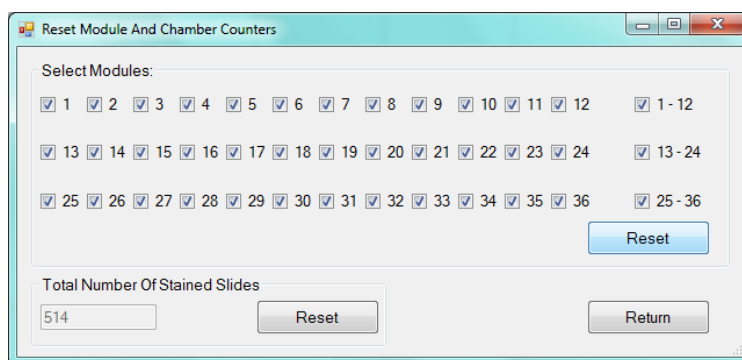 Reset Module And Chamber Counters
Select Modules:
1 2 3 4 5 6 7 8 9 10 11 12 1 - 12
13 14 15 16 17 18 19 20 21 22 23 24 13 - 24
25 26 27 28 29 30 31 32 33 34 35 36 25 - 36
Reset
Total Number Of Stained Slides
514 Reset Return